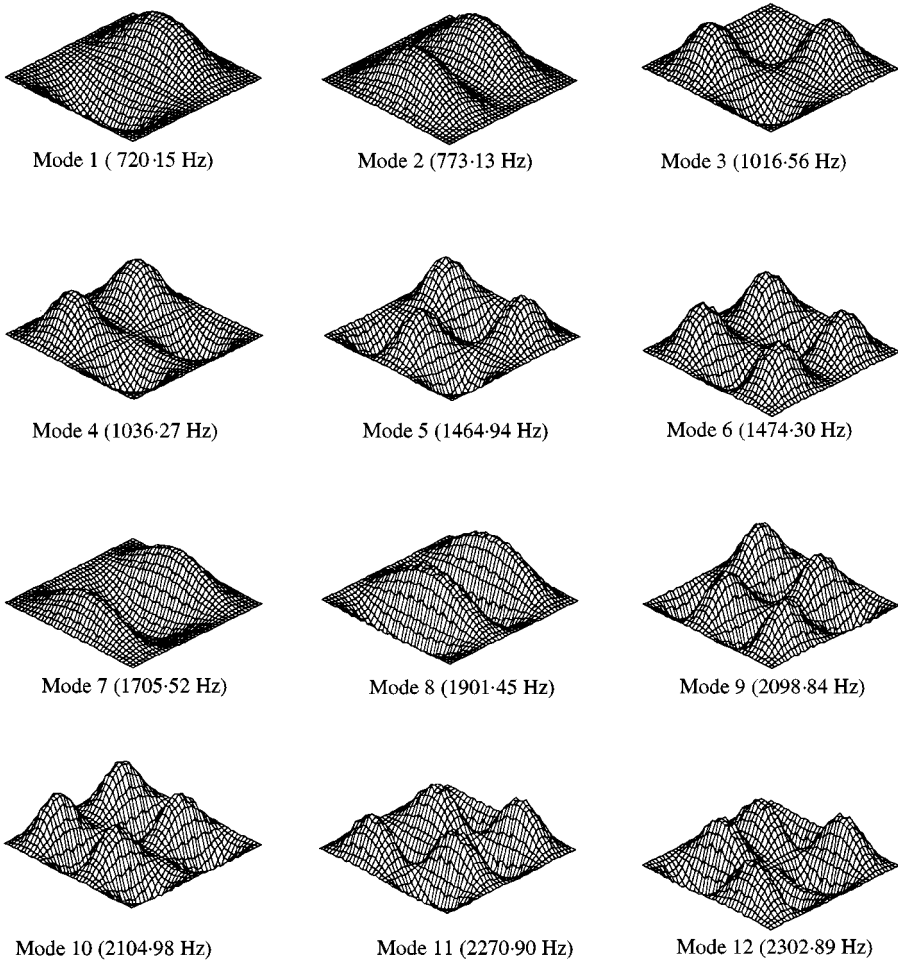 Mode 1 ( 720·15 Hz)
Mode 2 (773·13 Hz)
Mode 3 (1016·56 Hz)
Mode 4 (1036·27 Hz)
Mode 5 (1464·94 Hz)
Mode 6 (1474·30 Hz)
Mode 7 (1705·52 Hz)
Mode 8 (1901·45 Hz)
Mode 9 (2098·84 Hz)
Mode 10 (2104·98 Hz)
Mode 11 (2270·90 Hz)
Mode 12 (2302·89 Hz)